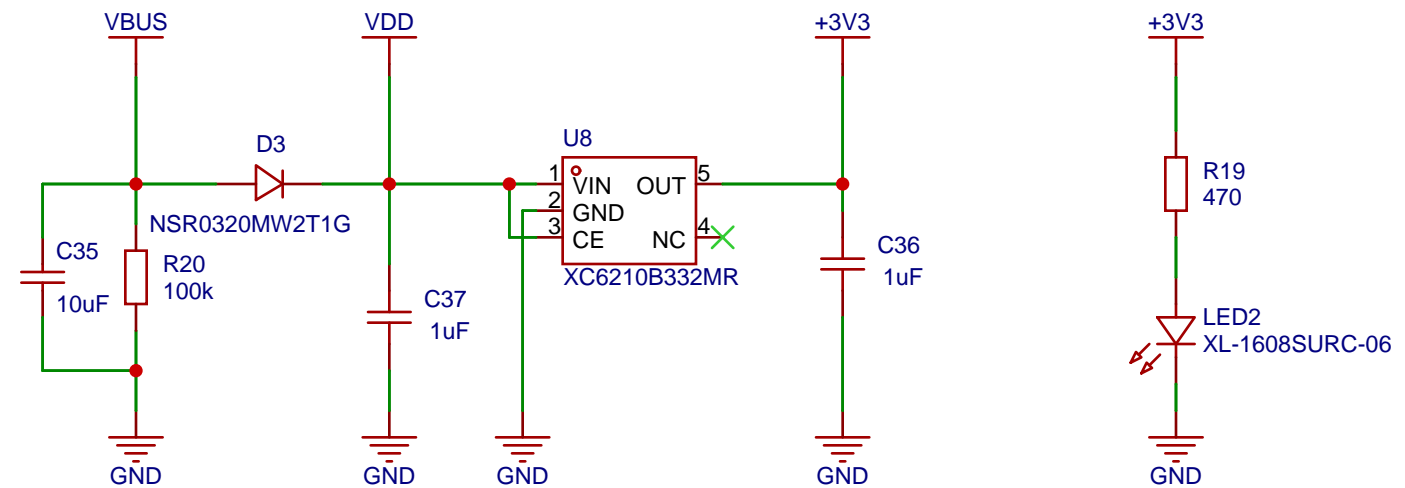 VBUS
VDD
+3V3
+3V3
D3
NSR0320MW2T1G
U8
1
VIN
OUT
5
2
GND
3
CE
NC
4
XC6210B332MR
R19
470
C35
10uF
R20
100k
C37
1uF
C36
1uF
LED2
XL-1608SURC-06
GND
GND
GND
GND
GND